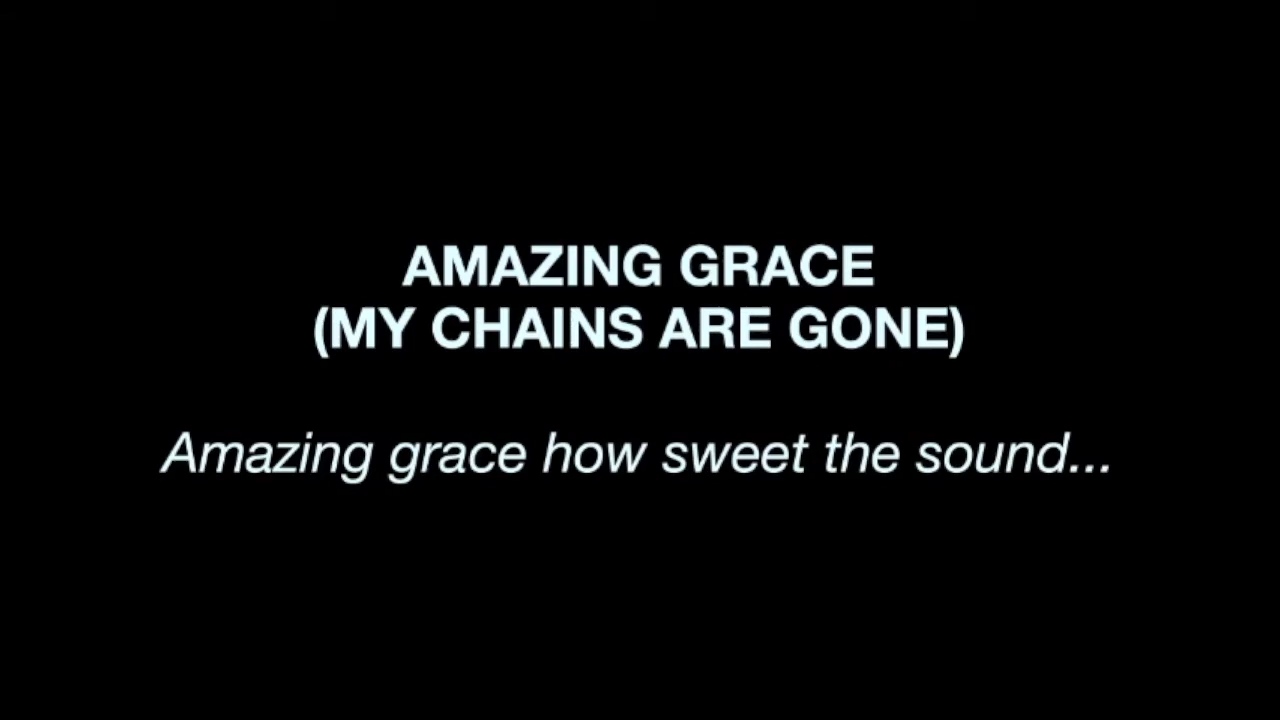 AMAZING GRACE
(MY CHAINS ARE GONE)
Amazing grace how sweet the sound...